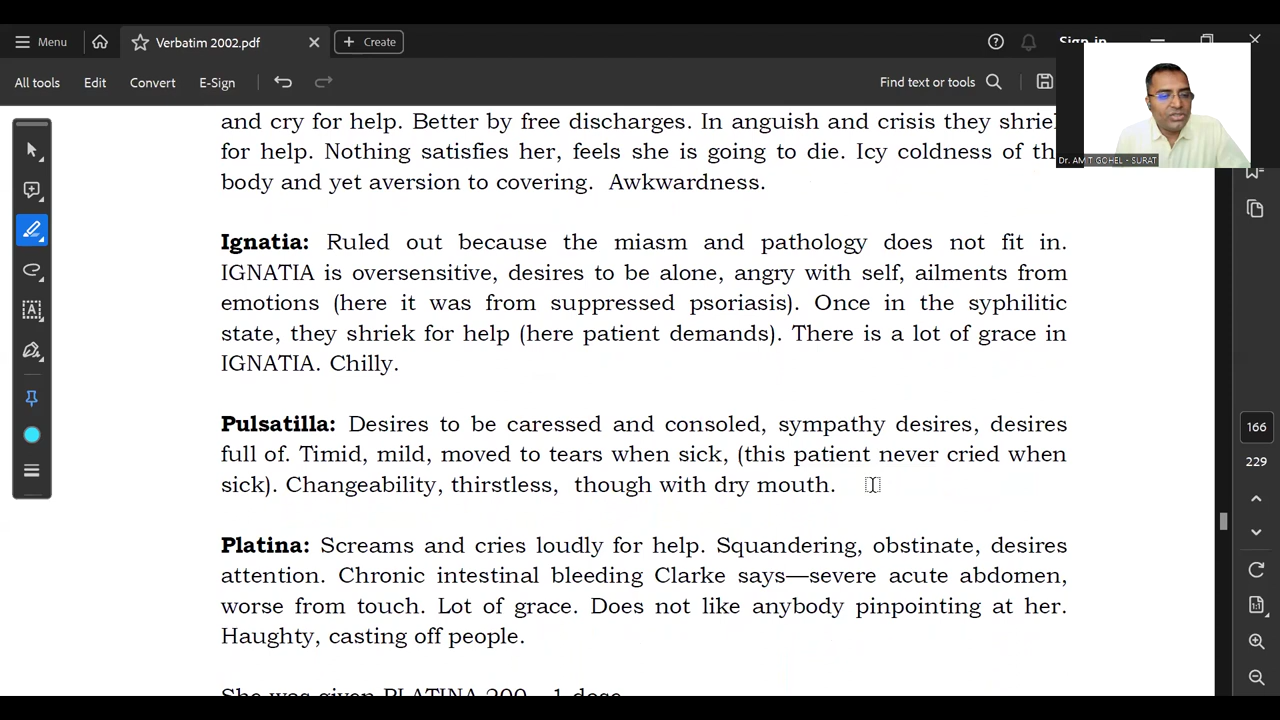 Menu
Verbatim 2002.pdf
Create
Sign in
All tools
Edit
Convert
E-Sign
Find text or tools
Dr. AMIT GOHEL - SURAT
and cry for help. Better by free discharges. In anguish and crisis they shriek
for help. Nothing satisfies her, feels she is going to die. Icy coldness of
body and yet aversion to covering. Awkwardness.
Ignatia: Ruled out because the miasm and pathology does not fit in.
IGNATIA is oversensitive, desires to be alone, angry with self, ailments from
emotions (here it was from suppressed psoriasis). Once in the syphilitic
state, they shriek for help (here patient demands). There is a lot of grace in
IGNATIA. Chilly.
Pulsatilla: Desires to be caressed and consoled, sympathy desires, desires
full of. Timid, mild, moved to tears when sick, (this patient never cried when
sick). Changeability, thirstless, though with dry mouth.
Platina: Screams and cries loudly for help. Squandering, obstinate, desires
attention. Chronic intestinal bleeding Clarke says—severe acute abdomen,
worse from touch. Lot of grace. Does not like anybody pinpointing at her.
Haughty, casting off people.
She was given PLATINA 200 – 1 dose
166
229